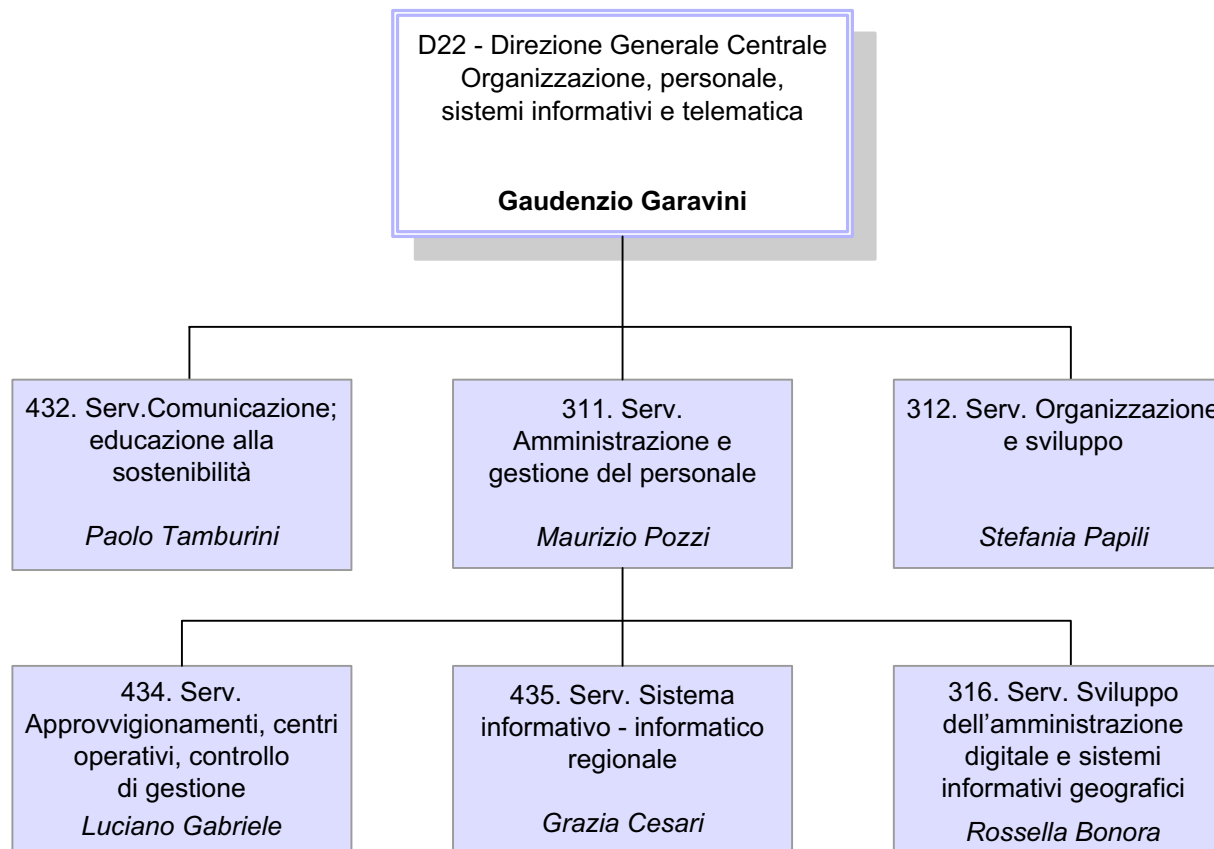 D22 - Direzione Generale Centrale
Organizzazione, personale,
sistemi informativi e telematica
Gaudenzio Garavini
432. Serv.Comunicazione;
educazione alla
sostenibilità
Paolo Tamburini
311. Serv.
Amministrazione e
gestione del personale
Maurizio Pozzi
312. Serv. Organizzazione
e sviluppo
Stefania Papili
434. Serv.
Approvvigionamenti, centri
operativi, controllo
di gestione
Luciano Gabriele
435. Serv. Sistema
informativo - informatico
regionale
Grazia Cesari
316. Serv. Sviluppo
dell’amministrazione
digitale e sistemi
informativi geografici
Rossella Bonora